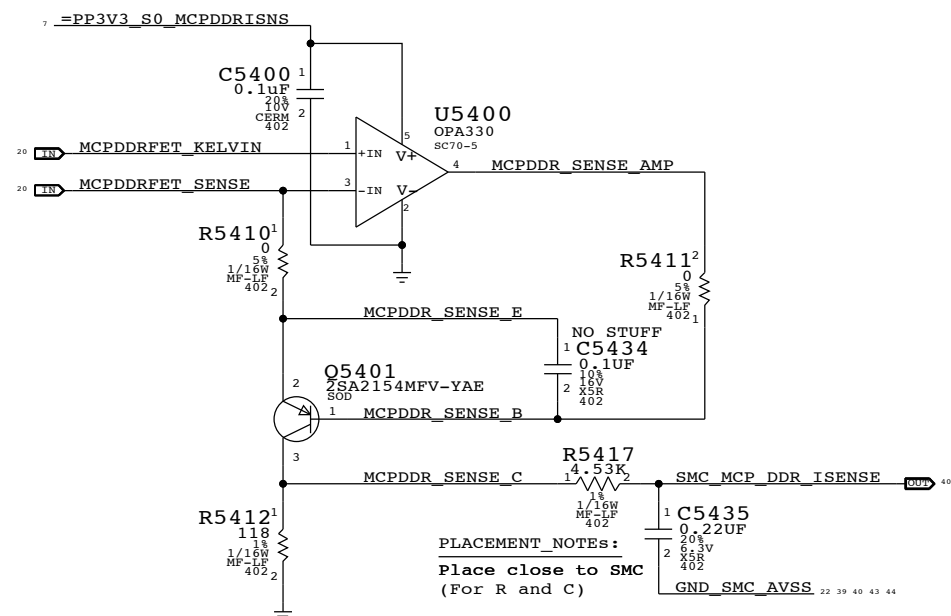 7 =PP3V3_S0_MCPDDRISNS
C5400 1
0.1uF
20%
10V
CERM
402
2
U5400
OPA330
SC70-5
5
20 IN MCPDDRFET_KELVIN 1 +IN V+
4 MCPDDR_SENSE_AMP
20 IN MCPDDRFET_SENSE 3 -IN V-
2
R5410 1
0
5%
1/16W
MF-LF
402
2
R5411 2
0
5%
1/16W
MF-LF
402
1
MCPDDR_SENSE_E
NO STUFF
1 C5434
0.1UF
10%
16V
X5R
402
2
Q5401
2SA2154MFV-YAE
SOD
2
1 MCPDDR_SENSE_B
3
R5417
4.53K
MCPDDR_SENSE_C 1 2 SMC_MCP_DDR_ISENSE OUT 40
1%
1/16W
MF-LF
402
R5412 1
118
1%
1/16W
MF-LF
402
2
1 C5435
0.22UF
20%
6.3V
X5R
402
2
PLACEMENT_NOTEs:
Place close to SMC
(For R and C)
GND_SMC_AVSS 22 39 40 43 44